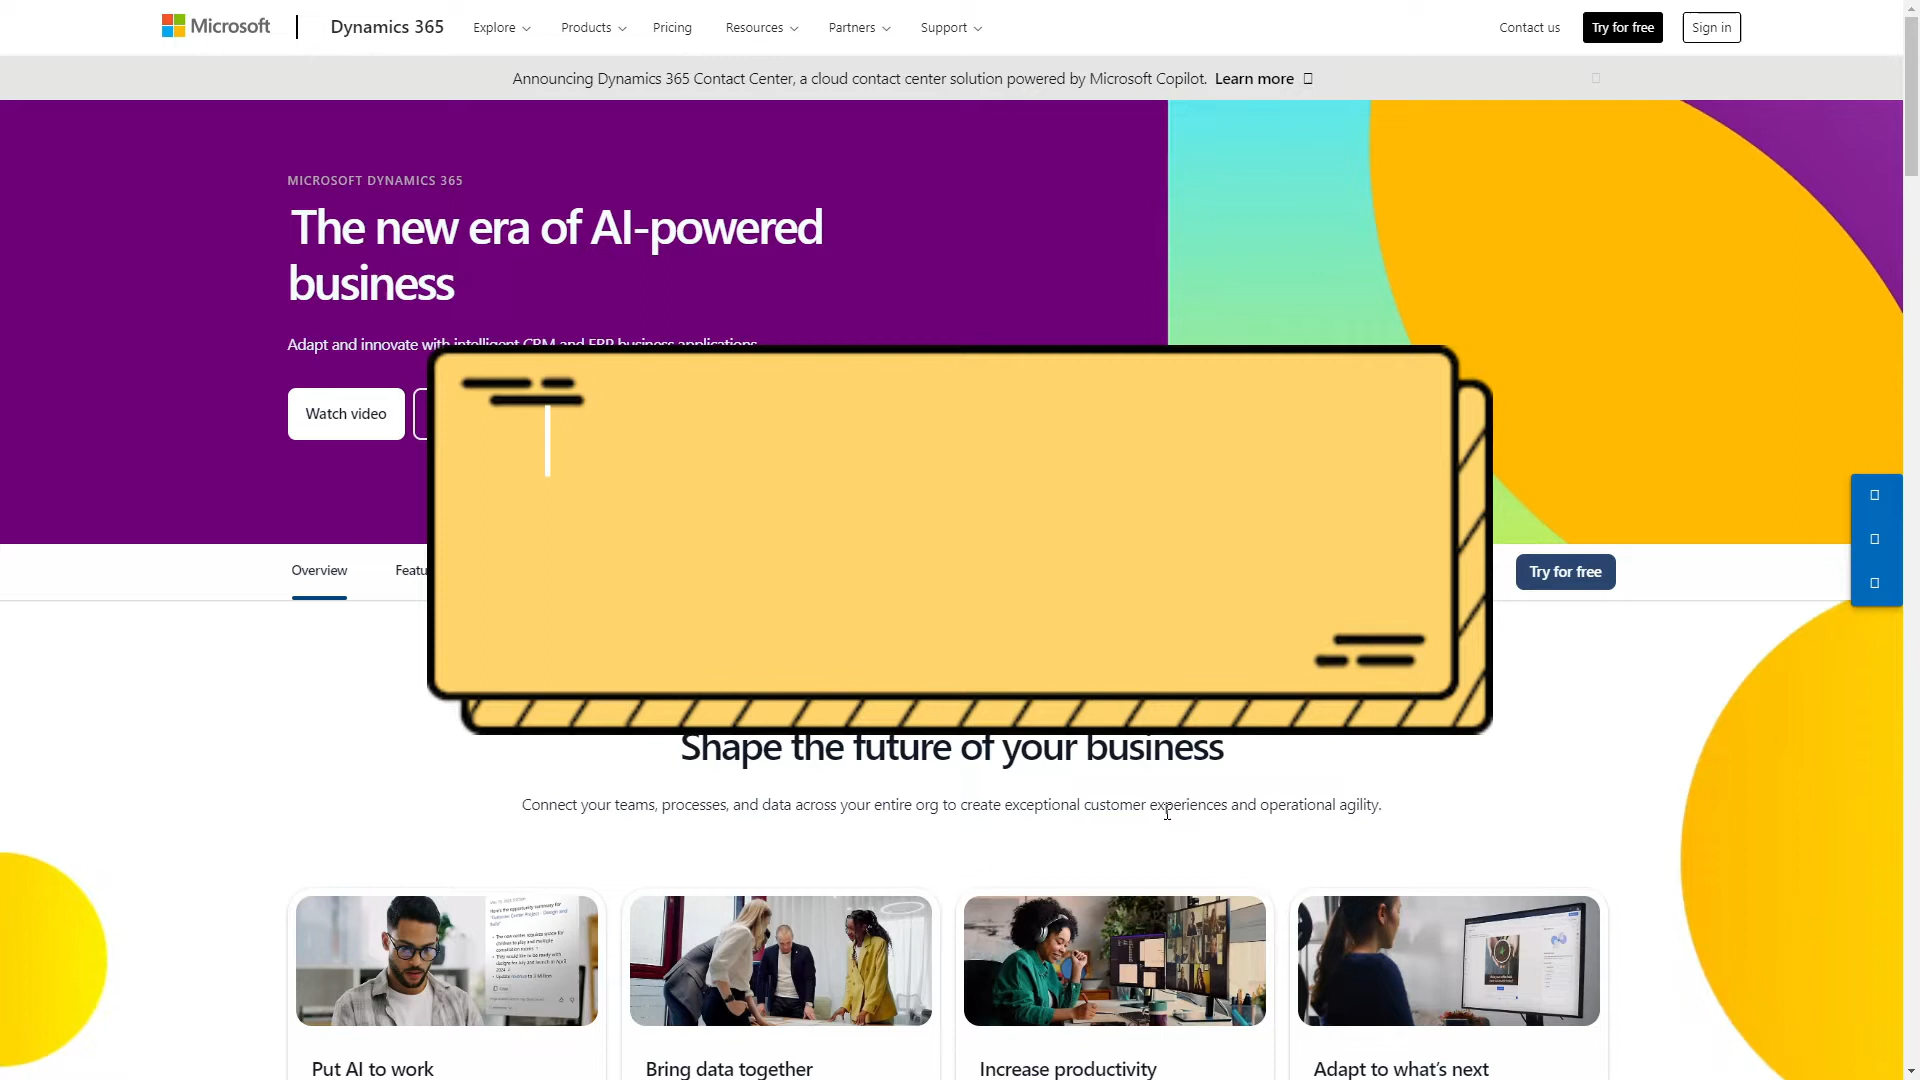 Microsoft
Dynamics 365
Explore
Products
Pricing
Resources
Partners
Support
Contact us
Try for free
Sign in
Announcing Dynamics 365 Contact Center, a cloud contact center solution powered by Microsoft Copilot. Learn more
MICROSOFT DYNAMICS 365
The new era of AI-powered
business
Adapt and innovate with intelligent CRM and ERP business applications.
Watch video
Overview
Featu
Try for free
Shape the future of your business
Connect your teams, processes, and data across your entire org to create exceptional customer experiences and operational agility.
Put AI to work
Bring data together
Increase productivity
Adapt to what’s next